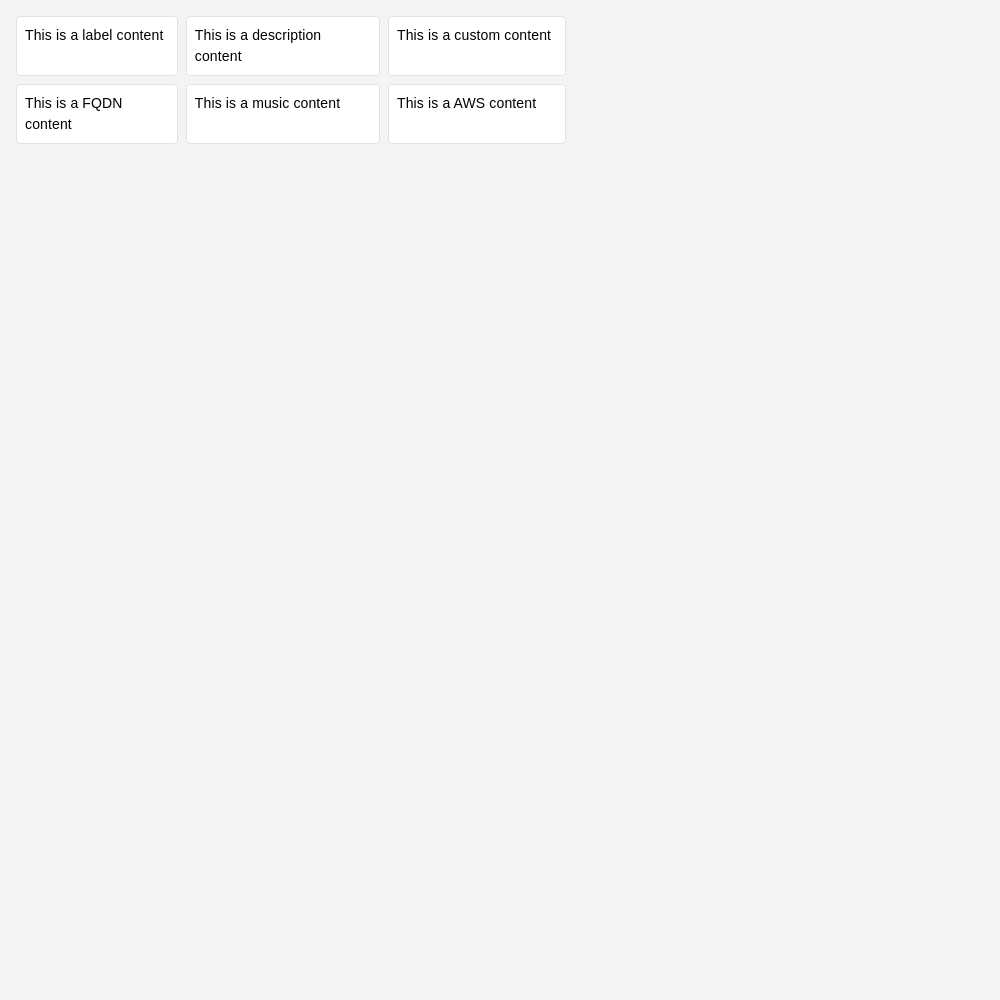 This is a label content
This is a description
content
This is a custom content
This is a FQDN
content
This is a music content
This is a AWS content